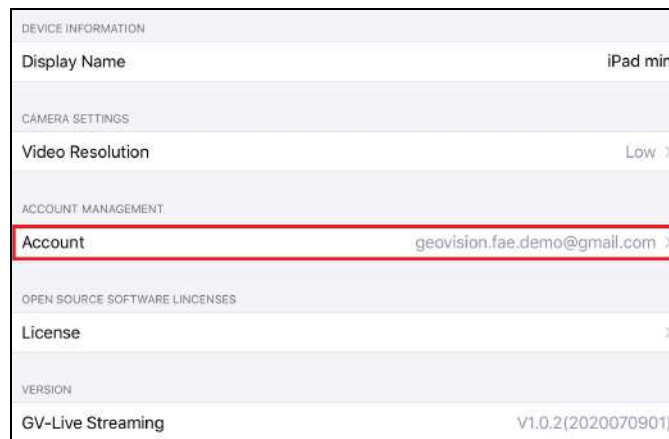 DEVICE INFORMATION
Display Name iPad min
CAMERA SETTINGS
Video Resolution Low
ACCOUNT MANAGEMENT
Account geovision.fae.demo@gmail.com
OPEN SOURCE SOFTWARE LINCENSES
License
VERSION
GV-Live Streaming V1.0.2(2020070901)